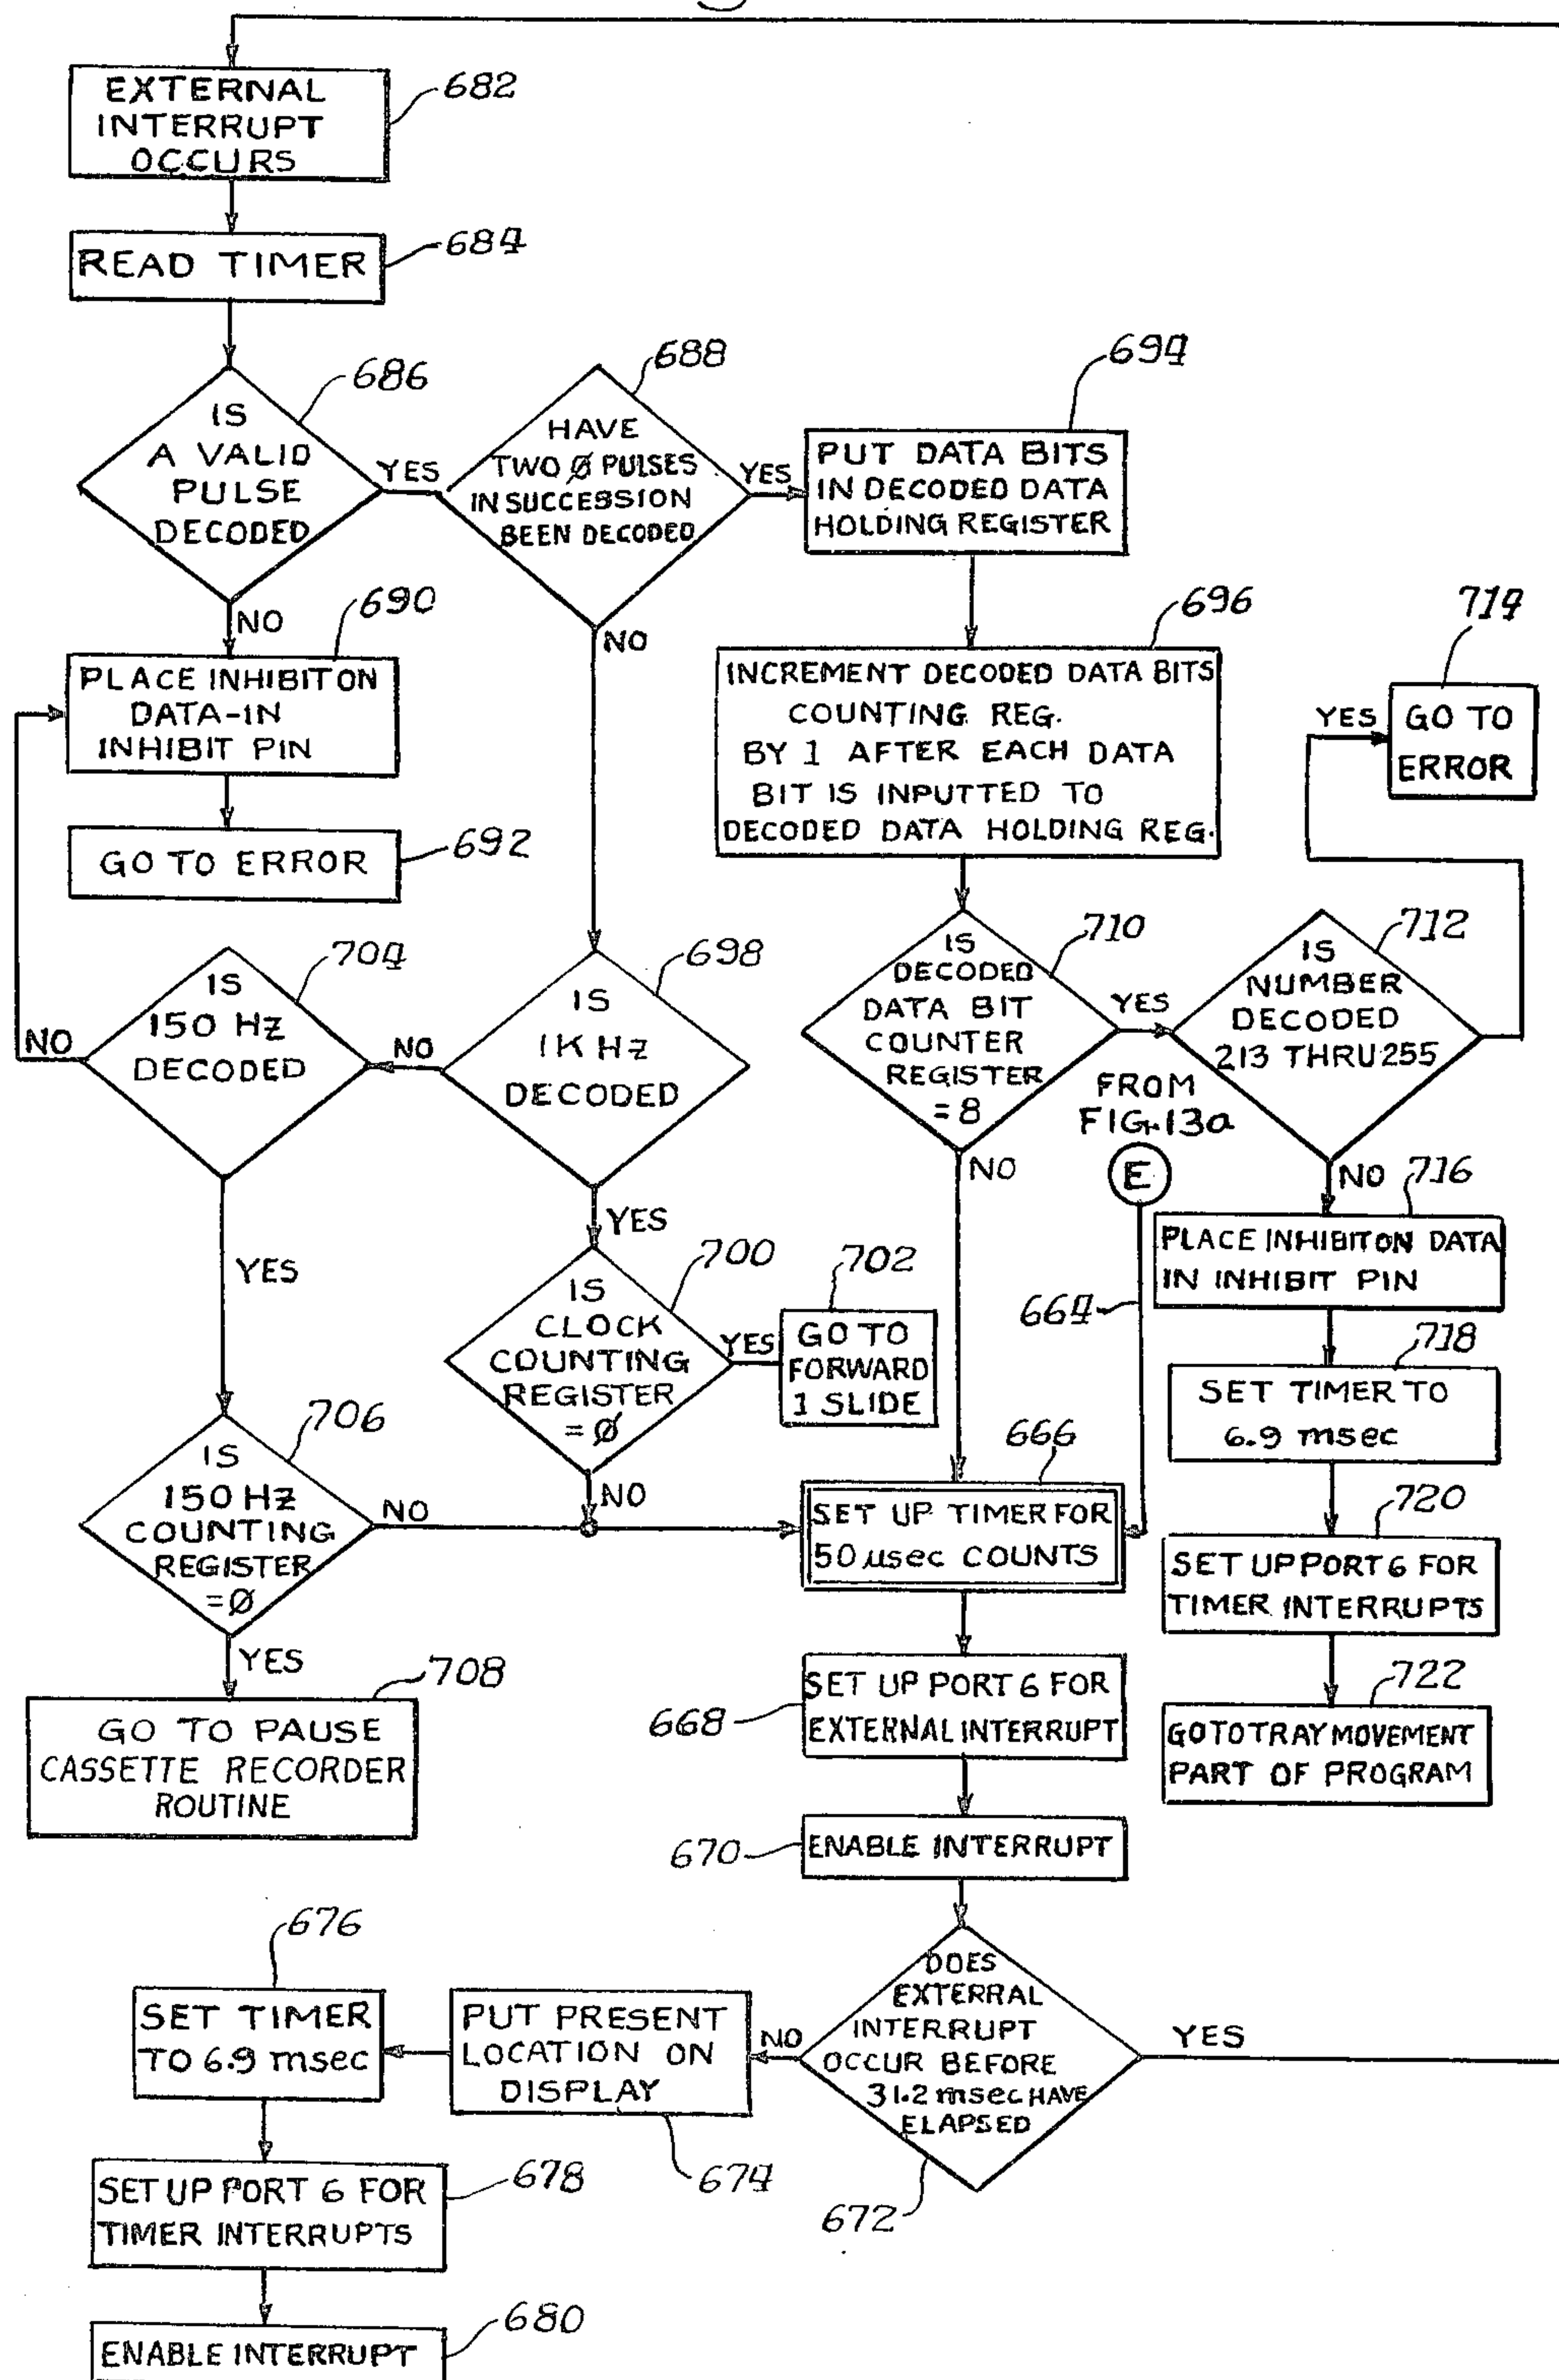 EXTERNAL
INTERRUPT
OCCURS
682
READ TIMER
684
IS
A VALID
PULSE
DECODED
686
YES
NO
HAVE
TWO Ø PULSES
IN SUCCESSION
BEEN DECODED
688
YES
NO
PUT DATA BITS
IN DECODED DATA
HOLDING REGISTER
694
PLACE INHIBIT ON
DATA-IN
INHIBIT PIN
690
GO TO ERROR
692
INCREMENT DECODED DATA BITS
COUNTING REG.
BY 1 AFTER EACH DATA
BIT IS INPUTTED TO
DECODED DATA HOLDING REG.
696
YES
GO TO
ERROR
714
IS
150 HZ
DECODED
704
NO
YES
IS
1K HZ
DECODED
698
NO
YES
IS
DECODED
DATA BIT
COUNTER
REGISTER
= 8
710
YES
NO
IS
NUMBER
DECODED
213 THRU 255
712
NO
FROM
FIG. 13a
E
664
PLACE INHIBIT ON DATA
IN INHIBIT PIN
716
IS
CLOCK
COUNTING
REGISTER
= Ø
700
YES
NO
GO TO
FORWARD
1 SLIDE
702
SET TIMER TO
6.9 msec
718
IS
150 HZ
COUNTING
REGISTER
= Ø
706
NO
YES
SET UP TIMER FOR
50 µsec COUNTS
666
SET UP PORT 6 FOR
TIMER INTERRUPTS
720
GO TO PAUSE
CASSETTE RECORDER
ROUTINE
708
SET UP PORT 6 FOR
EXTERNAL INTERRUPT
668
GO TO TRAY MOVEMENT
PART OF PROGRAM
722
ENABLE INTERRUPT
670
DOES
EXTERRAL
INTERRUPT
OCCUR BEFORE
31.2 msec HAVE
ELAPSED
672
NO
YES
PUT PRESENT
LOCATION ON
DISPLAY
674
SET TIMER
TO 6.9 msec
676
SET UP PORT 6 FOR
TIMER INTERRUPTS
678
ENABLE INTERRUPT
680